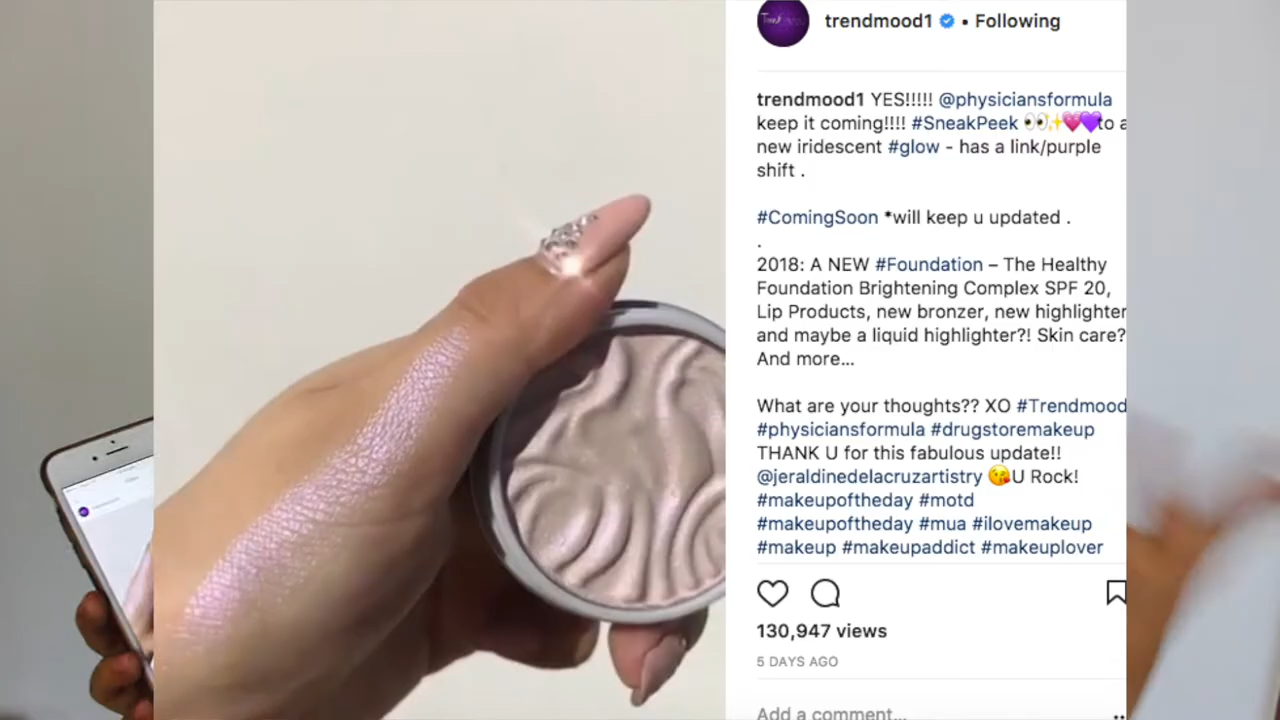 trendmood1 • Following
trendmood1 YES!!!!! @physiciansformula
keep it coming!!!! #SneakPeek 👀✨💗💜to a
new iridescent #glow - has a link/purple
shift .
#ComingSoon *will keep u updated .
.
2018: A NEW #Foundation – The Healthy
Foundation Brightening Complex SPF 20,
Lip Products, new bronzer, new highlighter
and maybe a liquid highlighter?! Skin care?
And more...
What are your thoughts?? XO #Trendmood
#physiciansformula #drugstoremakeup
THANK U for this fabulous update!!
@jeraldinedelacruzartistry 😘U Rock!
#makeupoftheday #motd
#makeupoftheday #mua #ilovemakeup
#makeup #makeupaddict #makeuplover
130,947 views
5 DAYS AGO
Add a comment...